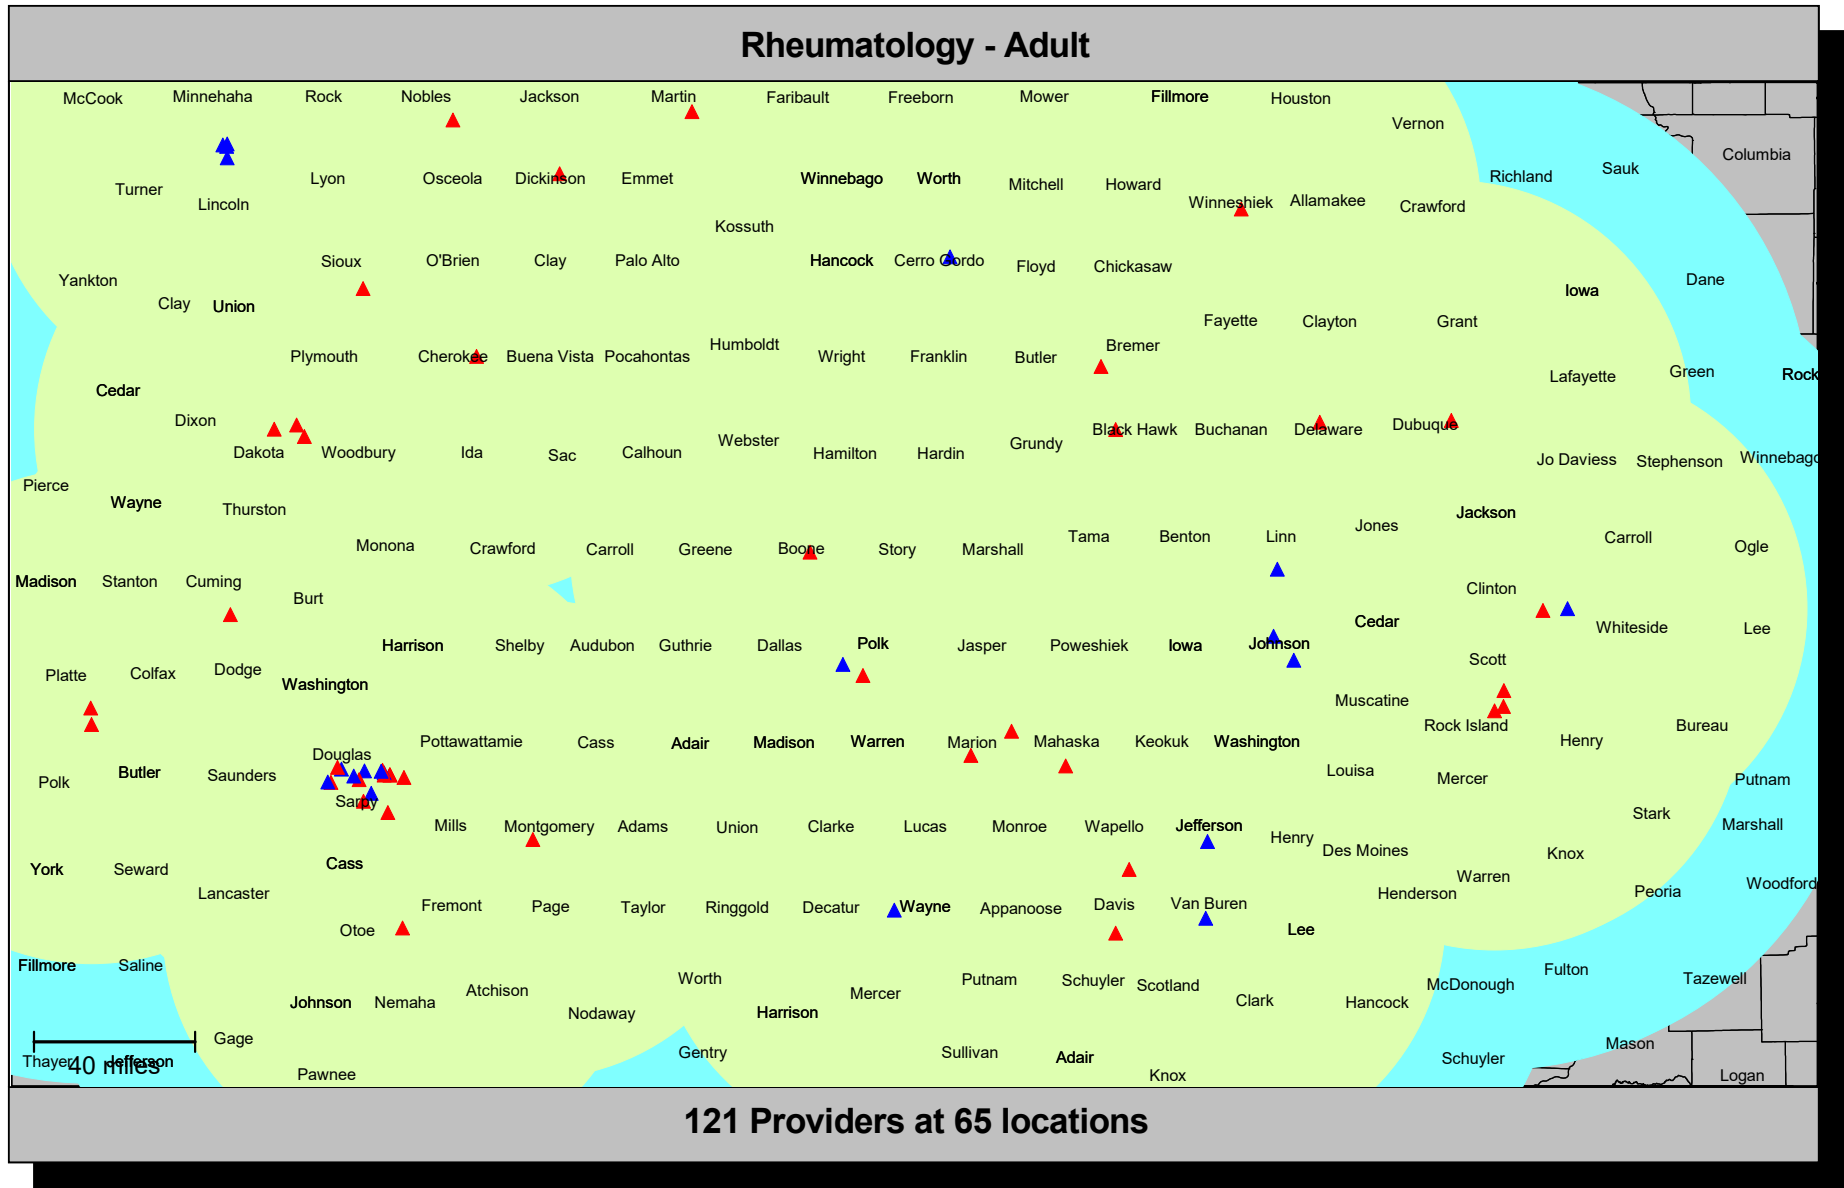 Rheumatology - Adult
McCook Minnehaha Rock Nobles Jackson Martin Faribault Freeborn Mower Fillmore Houston
Vernon
Columbia
Sauk
Richland
Turner Lyon Osceola Dickinson Emmet Winnebago Worth Mitchell Howard
Lincoln Winneshiek Allamakee Crawford
Kossuth
Sioux O'Brien Clay Palo Alto Hancock Cerro Gordo Floyd Chickasaw
Yankton Iowa Dane
Clay Union
Fayette Clayton Grant
Plymouth Cherokee Buena Vista Pocahontas Humboldt Wright Franklin Butler Bremer
Lafayette Green Rock
Cedar
Dixon Black Hawk Buchanan Delaware Dubuque
Dakota Woodbury Ida Sac Calhoun Webster Hamilton Hardin Grundy
Jo Daviess Stephenson Winnebago
Pierce
Wayne Thurston Jackson
Monona Crawford Carroll Greene Boone Story Marshall Tama Benton Linn Jones Carroll Ogle
Madison Stanton Cuming Burt Clinton
Cedar Whiteside Lee
Harrison Shelby Audubon Guthrie Dallas Polk Jasper Poweshiek Iowa Johnson
Platte Colfax Dodge Washington Scott
Muscatine
Rock Island Bureau
Douglas Pottawattamie Cass Adair Madison Warren Marion Mahaska Keokuk Washington Henry
Polk Butler Saunders Louisa Mercer Putnam
Sarpy
Mills Montgomery Adams Union Clarke Lucas Monroe Wapello Jefferson Henry Stark Marshall
Des Moines Knox
York Seward Cass
Lancaster Henderson Warren Peoria Woodford
Fremont Page Taylor Ringgold Decatur Wayne Appanoose Davis Van Buren
Otoe Lee
Fillmore Saline
Worth Putnam Schuyler Scotland McDonough Fulton Tazewell
Johnson Nemaha Atchison Mercer Clark Hancock
Nodaway Harrison
Gage
Thayer Jefferson Gentry Sullivan Adair Schuyler Mason
40 miles
Pawnee Knox Logan
121 Providers at 65 locations